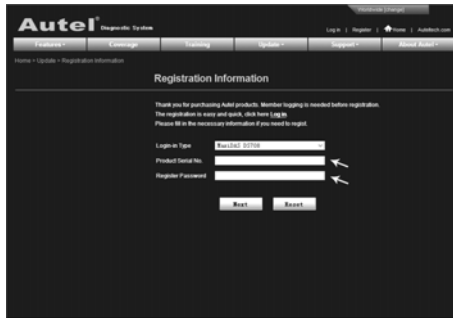 Worldwide [change]
Autel® Diagnostic System
Log in | Register | Home | Auteltech.com
Features Coverage Training Update Support About Autel
Home > Update > Registration Information
Registration Information
Thank you for purchasing Autel products. Member logging is needed before registration.
The registration is easy and quick, click here Log in.
Please fill in the necessary information if you need to regist.
Login-in Type MaxiDAS DS708
Product Serial No.
Register Password
Next Reset